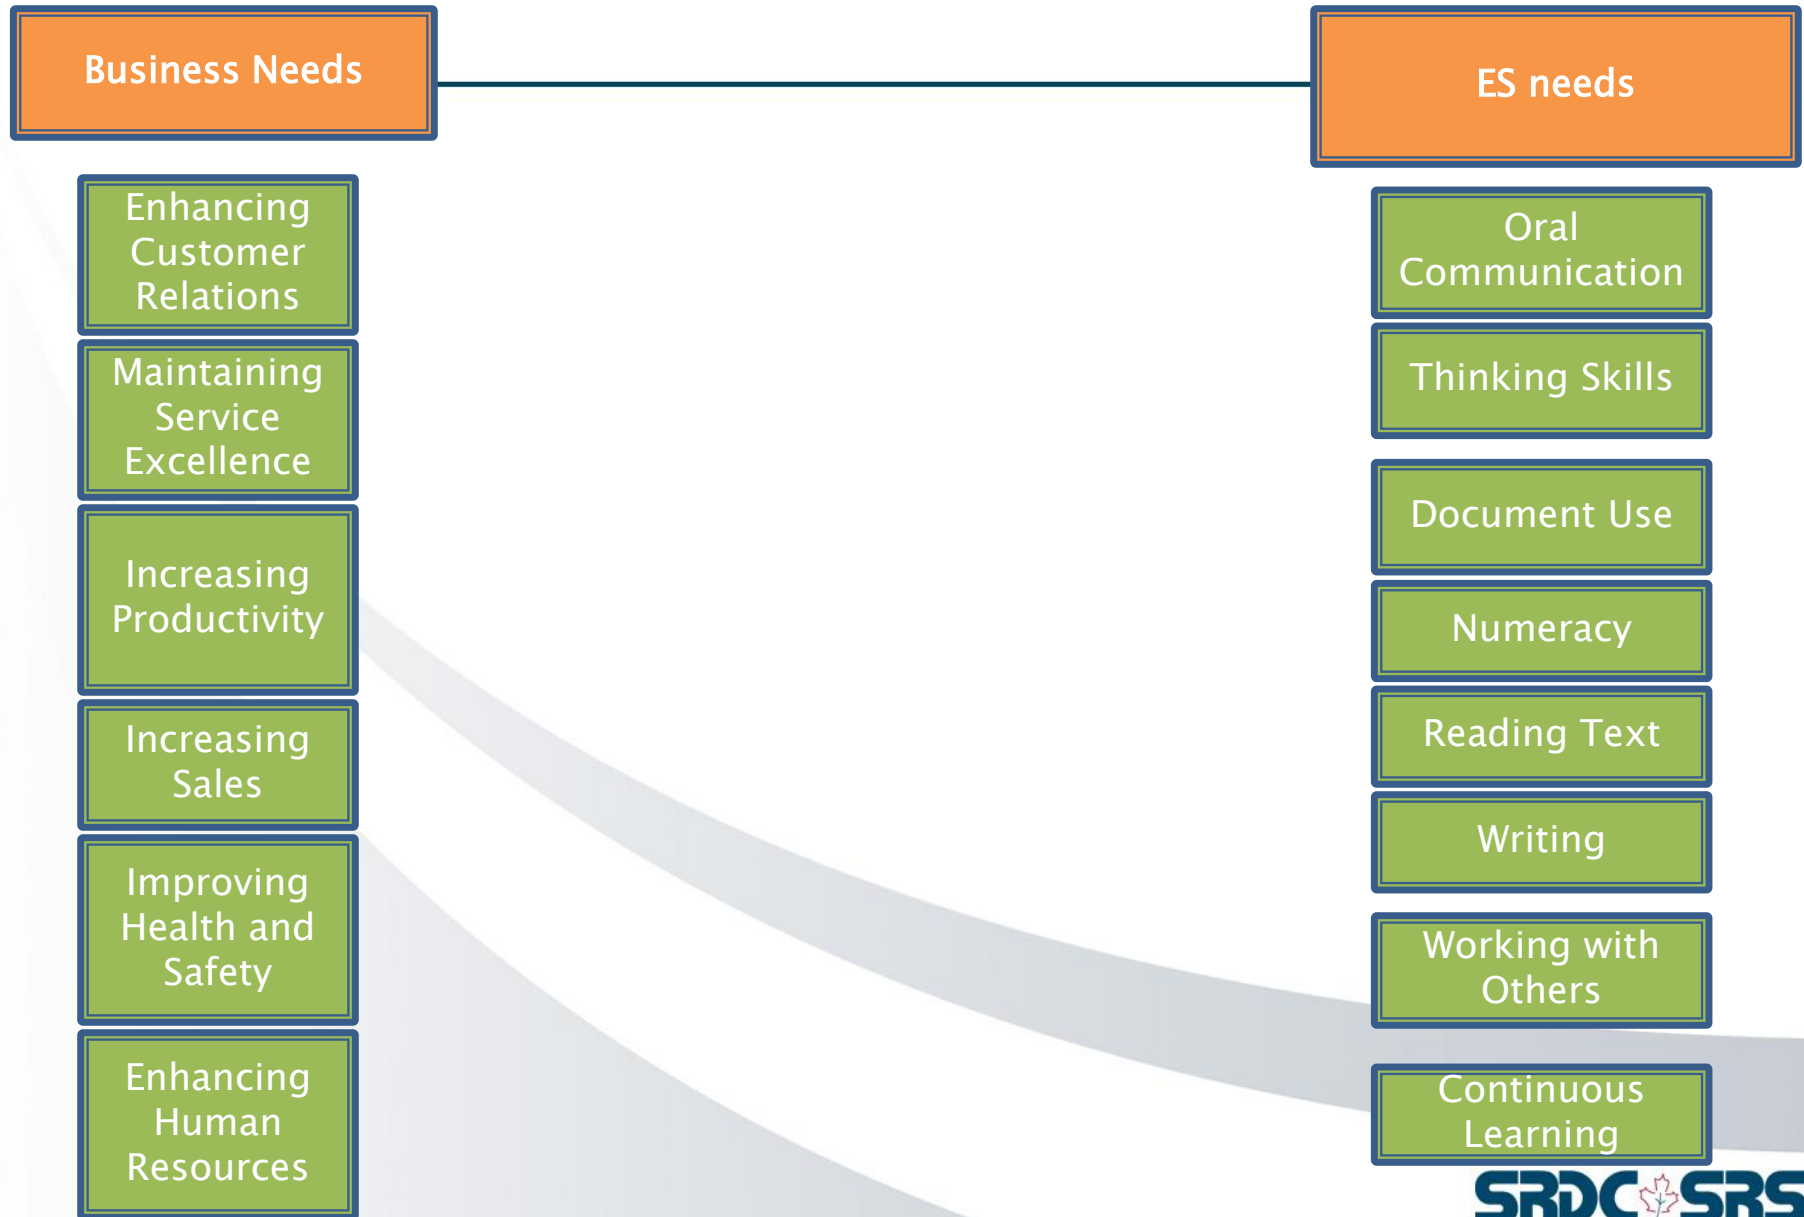 Business Needs
ES needs
Enhancing
Customer
Relations
Maintaining
Service
Excellence
Increasing
Productivity
Increasing
Sales
Improving
Health and
Safety
Enhancing
Human
Resources
Oral
Communication
Thinking Skills
Document Use
Numeracy
Reading Text
Writing
Working with
Others
Continuous
Learning
SRDC SRS